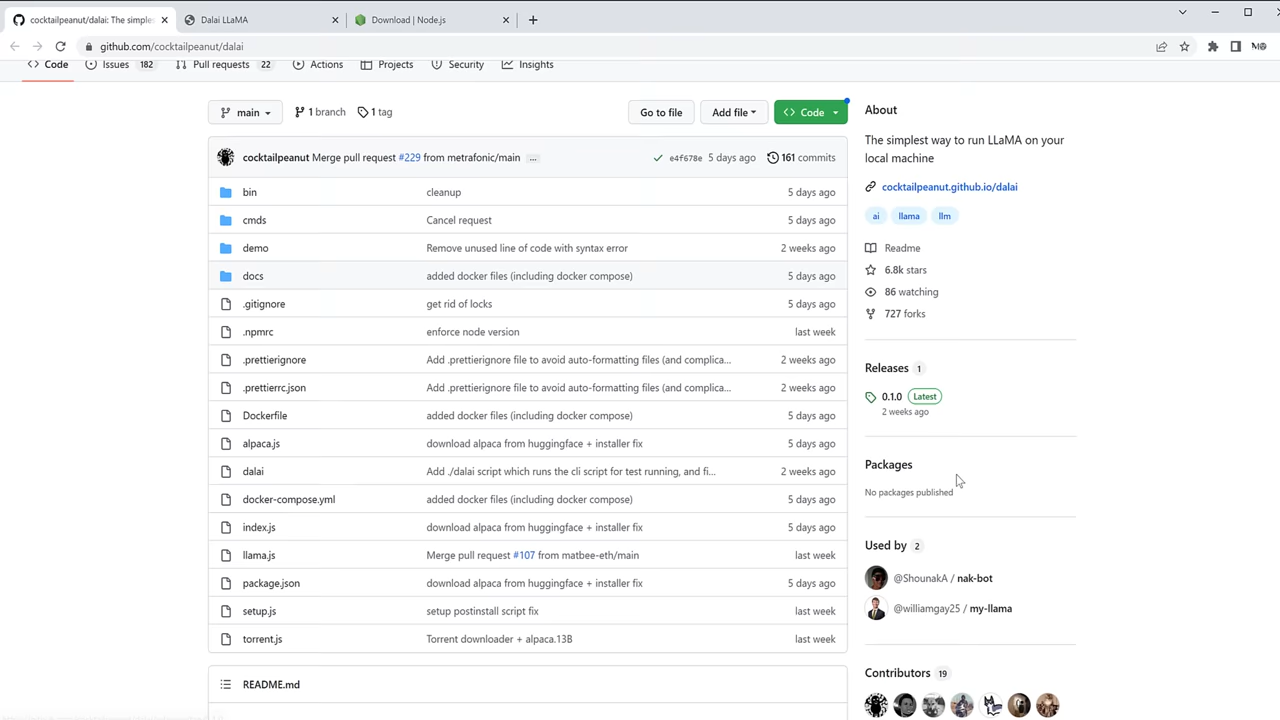 cocktailpeanut/dalai: The simples
Dalai LLaMA
Download | Node.js
github.com/cocktailpeanut/dalai
Code
Issues 182
Pull requests 22
Actions
Projects
Security
Insights
main
1 branch
1 tag
Go to file
Add file
Code
cocktailpeanut Merge pull request #229 from metrafonic/main ...
e4f678e 5 days ago
161 commits
bin cleanup 5 days ago
cmds Cancel request 5 days ago
demo Remove unused line of code with syntax error 2 weeks ago
docs added docker files (including docker compose) 5 days ago
.gitignore get rid of locks 5 days ago
.npmrc enforce node version last week
.prettierignore Add .prettierignore file to avoid auto-formatting files (and complica... 2 weeks ago
.prettierrc.json Add .prettierignore file to avoid auto-formatting files (and complica... 2 weeks ago
Dockerfile added docker files (including docker compose) 5 days ago
alpaca.js download alpaca from huggingface + installer fix 5 days ago
dalai Add ./dalai script which runs the cli script for test running, and fi... 2 weeks ago
docker-compose.yml added docker files (including docker compose) 5 days ago
index.js download alpaca from huggingface + installer fix 5 days ago
llama.js Merge pull request #107 from matbee-eth/main last week
package.json download alpaca from huggingface + installer fix 5 days ago
setup.js setup postinstall script fix last week
torrent.js Torrent downloader + alpaca.13B last week
README.md
About
The simplest way to run LLaMA on your
local machine
cocktailpeanut.github.io/dalai
ai llama llm
Readme
6.8k stars
86 watching
727 forks
Releases 1
0.1.0 Latest
2 weeks ago
Packages
No packages published
Used by 2
@ShounakA / nak-bot
@williamgay25 / my-llama
Contributors 19